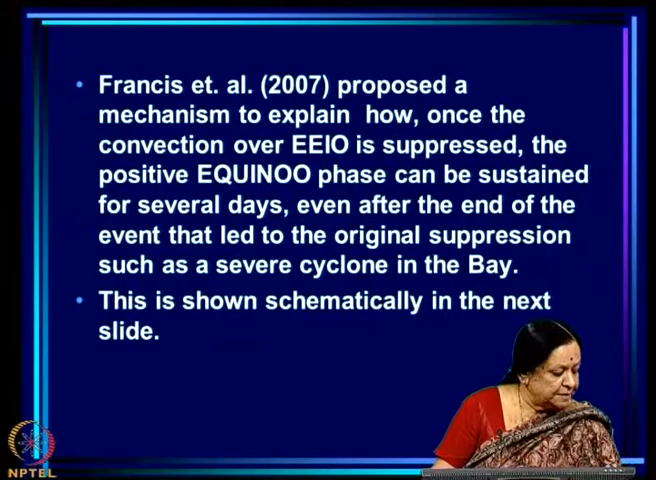 • Francis et. al. (2007) proposed a
mechanism to explain how, once the
convection over EEIO is suppressed, the
positive EQUINOO phase can be sustained
for several days, even after the end of the
event that led to the original suppression
such as a severe cyclone in the Bay.
• This is shown schematically in the next
slide.
NPTEL